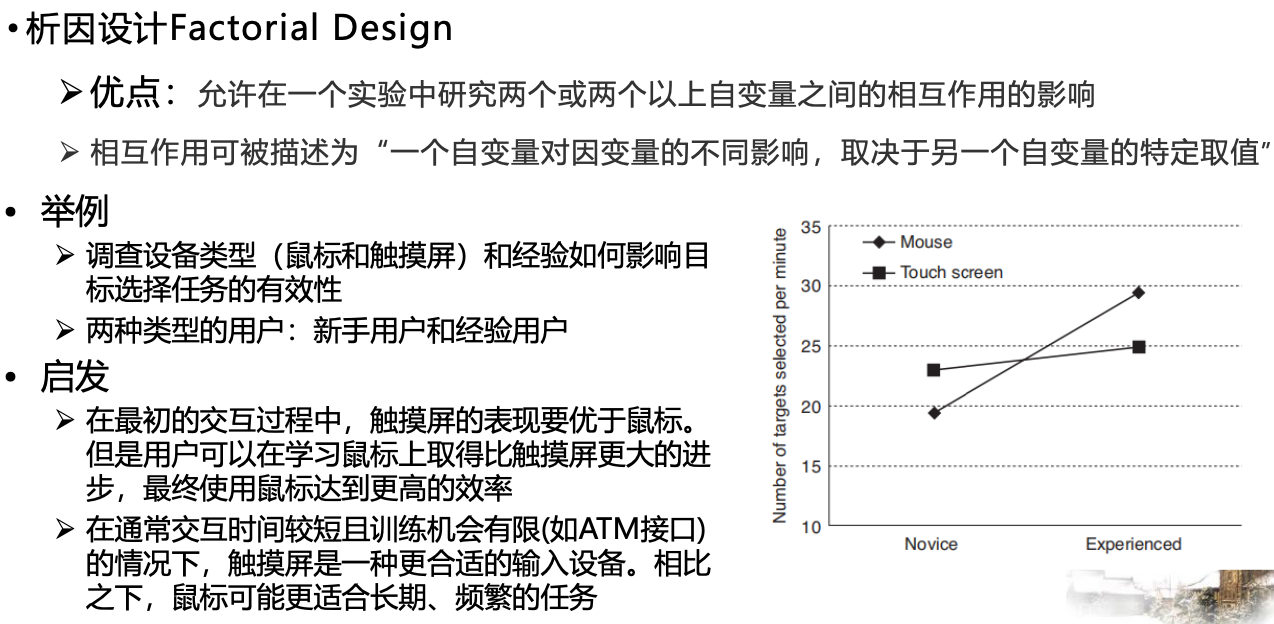 •析因设计Factorial Design
➢优点：允许在一个实验中研究两个或两个以上自变量之间的相互作用的影响
➢相互作用可被描述为“一个自变量对因变量的不同影响，取决于另一个自变量的特定取值”
• 举例
➢调查设备类型（鼠标和触摸屏）和经验如何影响目
标选择任务的有效性
➢两种类型的用户：新手用户和经验用户
• 启发
➢在最初的交互过程中，触摸屏的表现要优于鼠标。
但是用户可以在学习鼠标上取得比触摸屏更大的进
步，最终使用鼠标达到更高的效率
➢在通常交互时间较短且训练机会有限(如ATM接口)
的情况下，触摸屏是一种更合适的输入设备。相比
之下，鼠标可能更适合长期、频繁的任务
Number of targets selected per minute
35
30
25
20
15
10
Mouse
Touch screen
Novice
Experienced